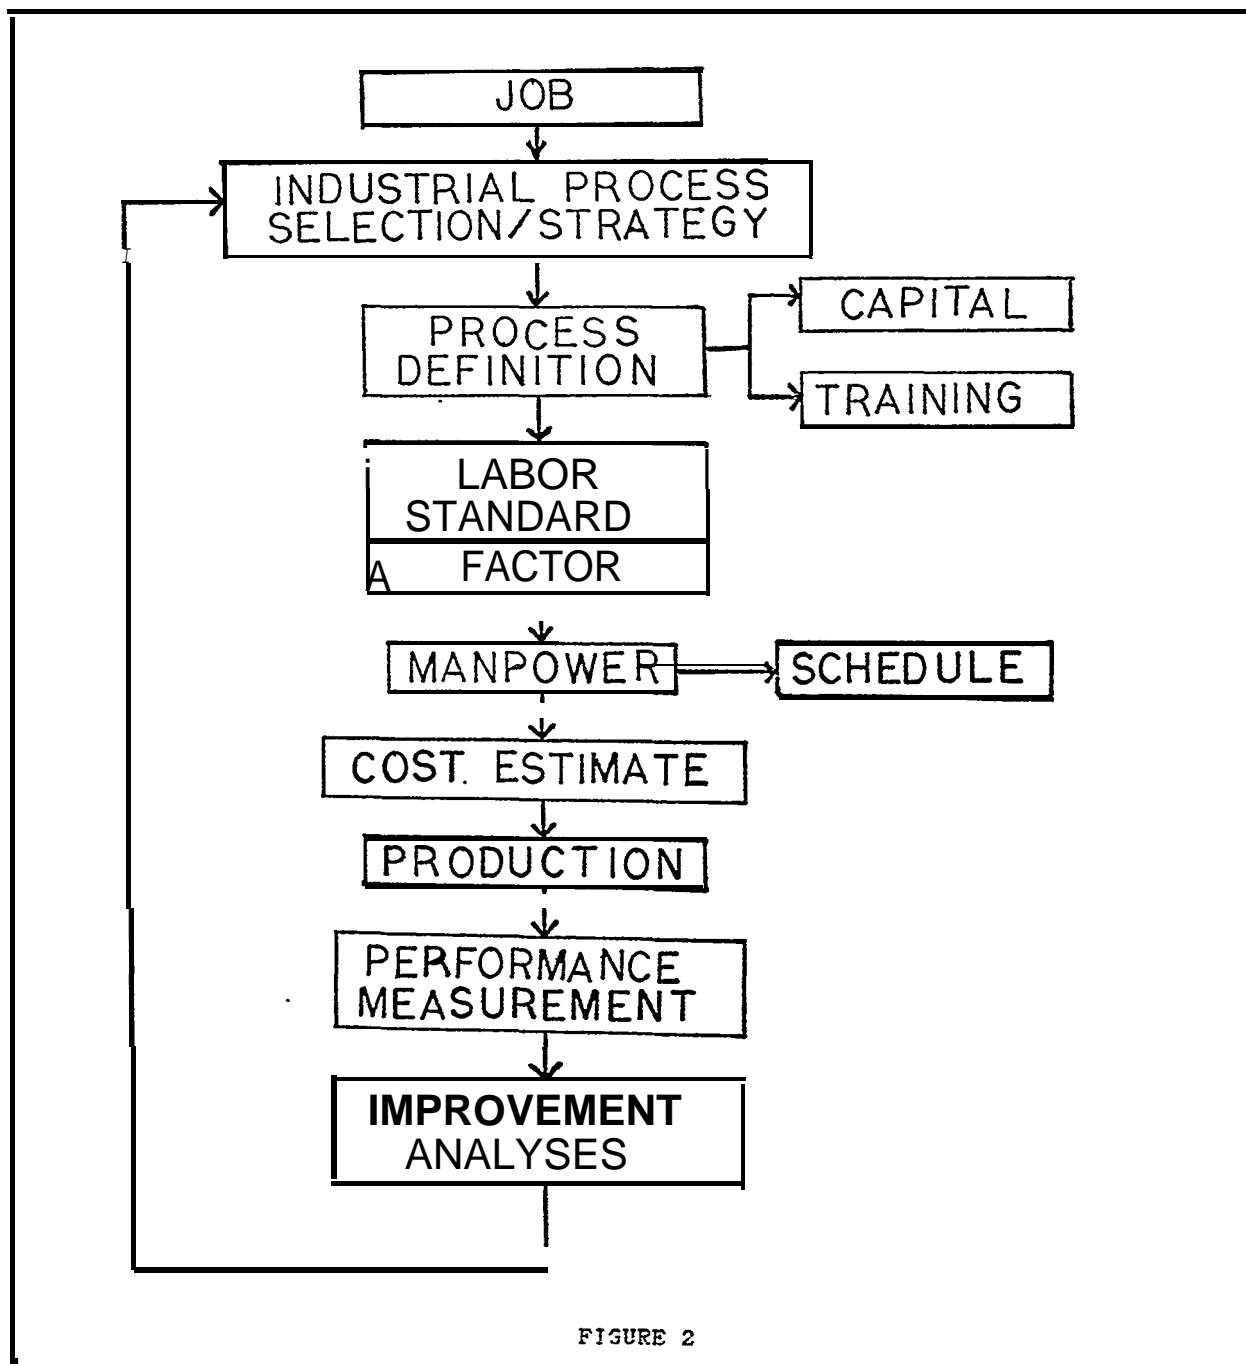 JOB
INDUSTRIAL PROCESS
SELECTION/STRATEGY
PROCESS
DEFINITION
CAPITAL
TRAINING
LABOR
STANDARD
A FACTOR
MANPOWER
SCHEDULE
COST. ESTIMATE
PRODUCTION
PERFORMANCE
MEASUREMENT
IMPROVEMENT
ANALYSES
FIGURE 2